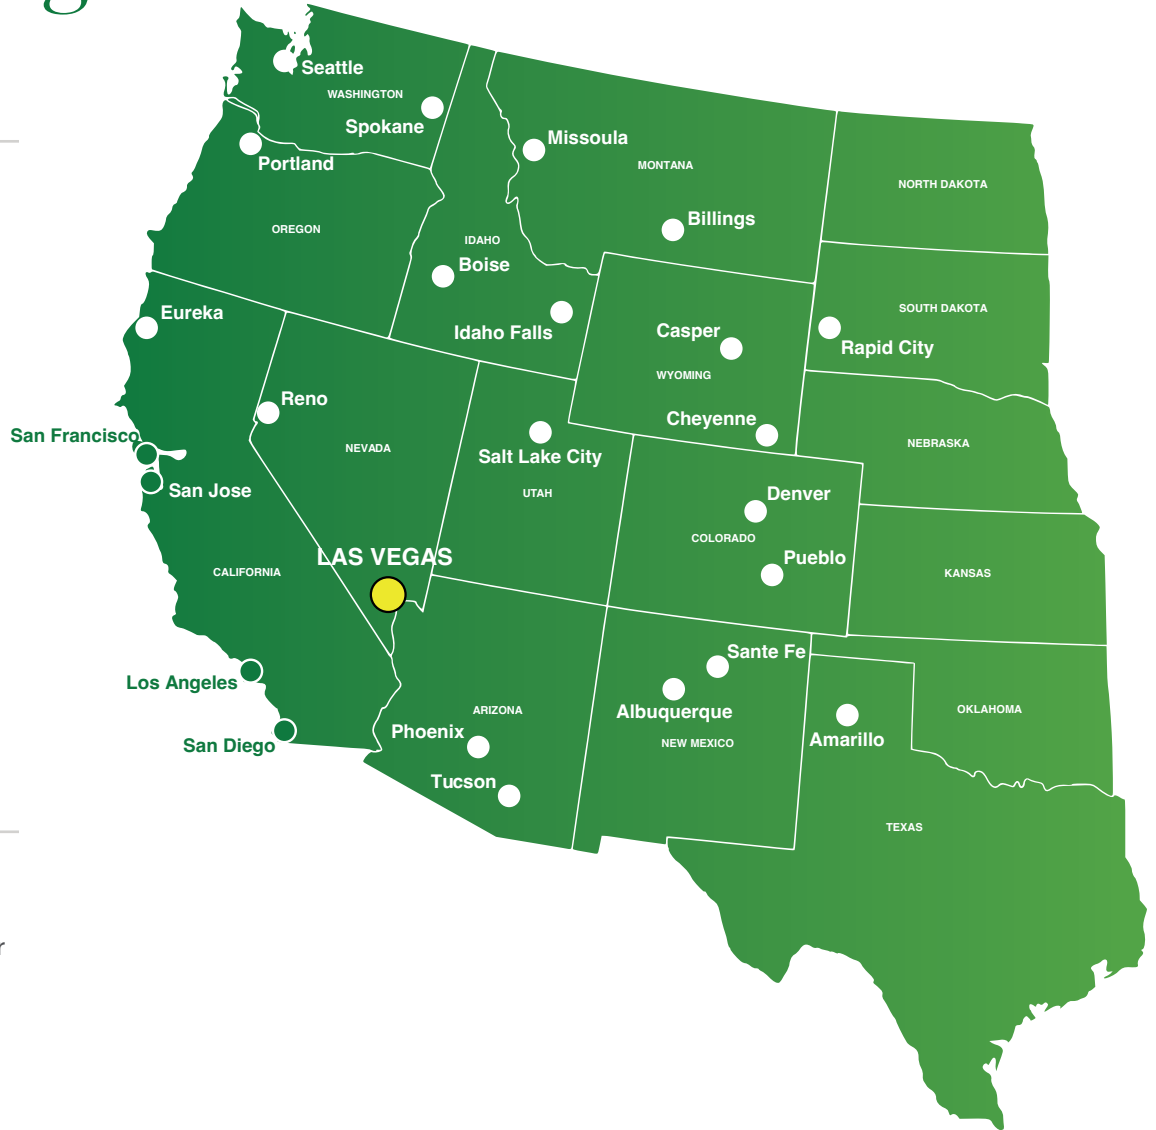 g
Seattle
WASHINGTON
Spokane
Missoula
Portland
MONTANA
NORTH DAKOTA
Billings
OREGON
IDAHO
Boise
SOUTH DAKOTA
Eureka
Idaho Falls
Casper
Rapid City
WYOMING
Reno
Cheyenne
San Francisco
NEVADA
NEBRASKA
Salt Lake City
San Jose
UTAH
Denver
COLORADO
LAS VEGAS
Pueblo
CALIFORNIA
KANSAS
Sante Fe
Los Angeles
ARIZONA
Albuquerque
OKLAHOMA
Phoenix
NEW MEXICO
Amarillo
San Diego
Tucson
TEXAS
r